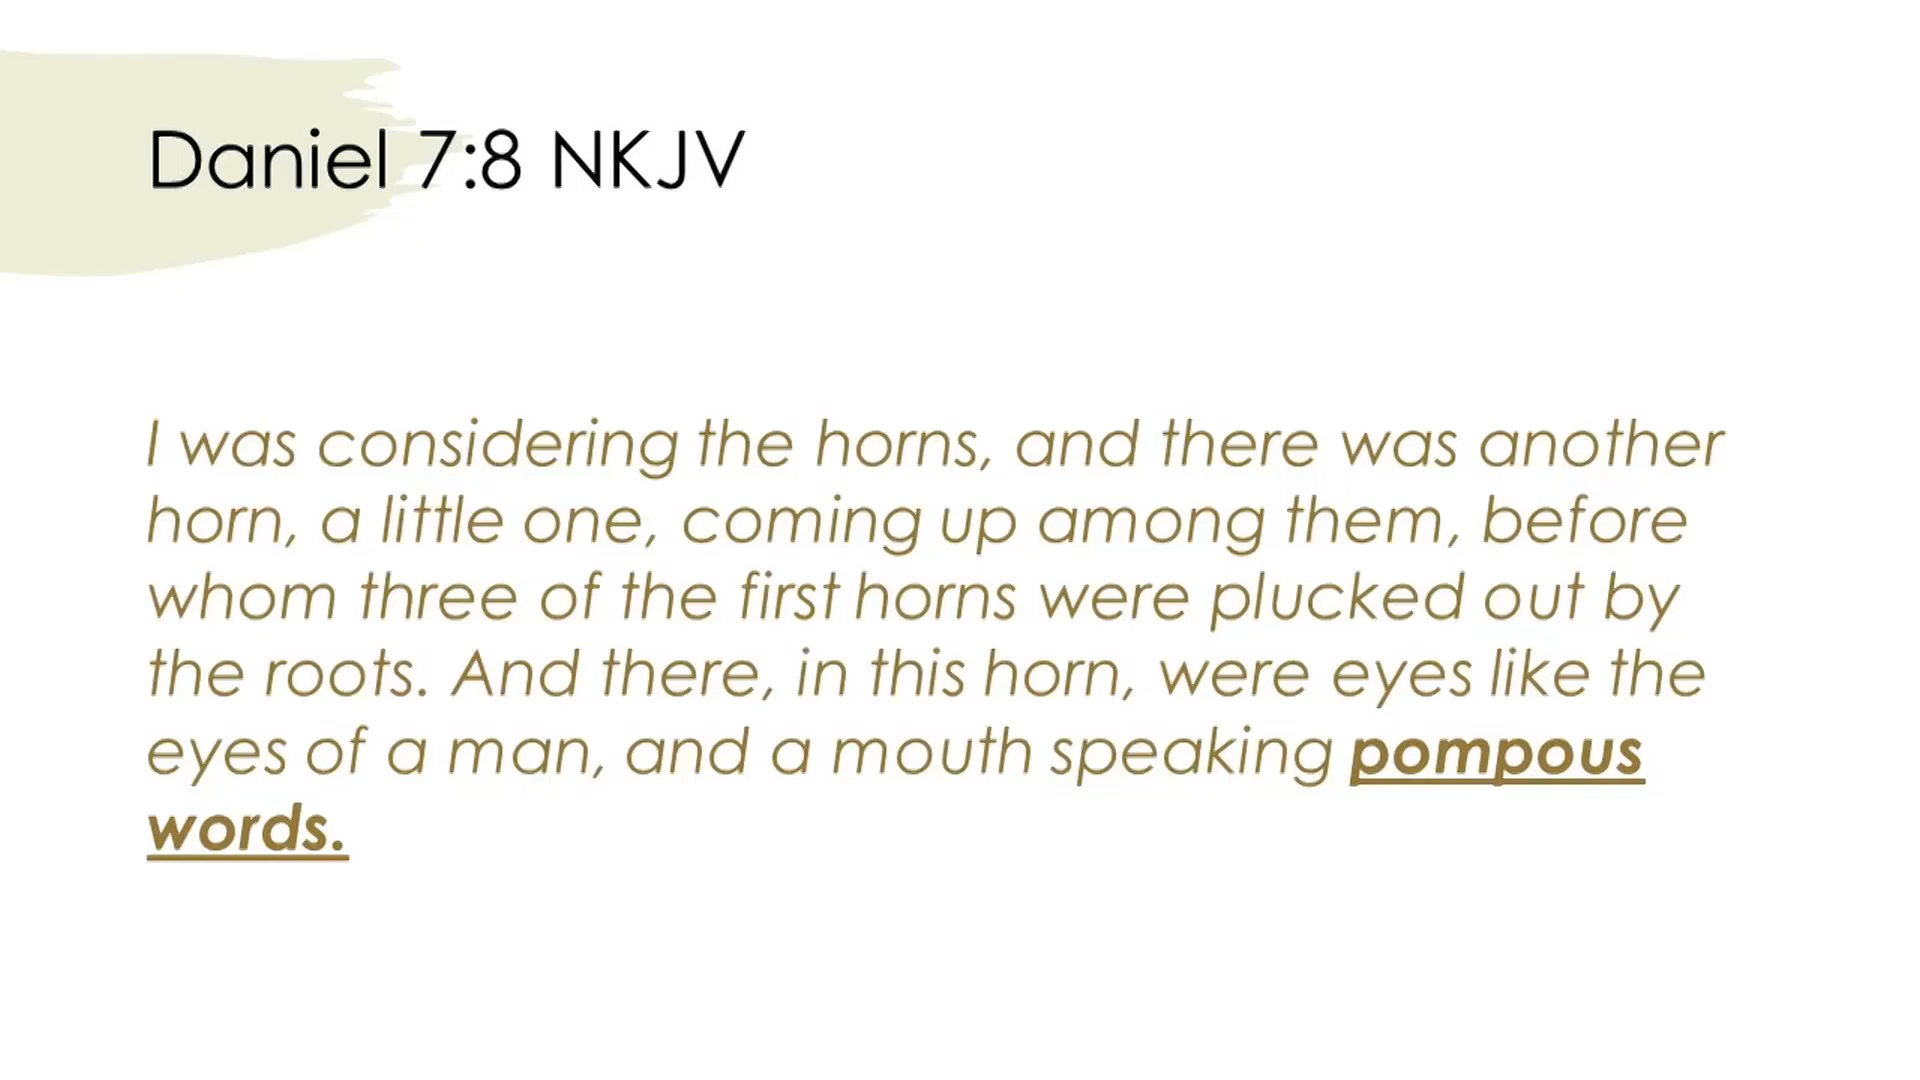 Daniel 7:8 NKJV
I was considering the horns, and there was another
horn, a little one, coming up among them, before
whom three of the first horns were plucked out by
the roots. And there, in this horn, were eyes like the
eyes of a man, and a mouth speaking pompous
words.